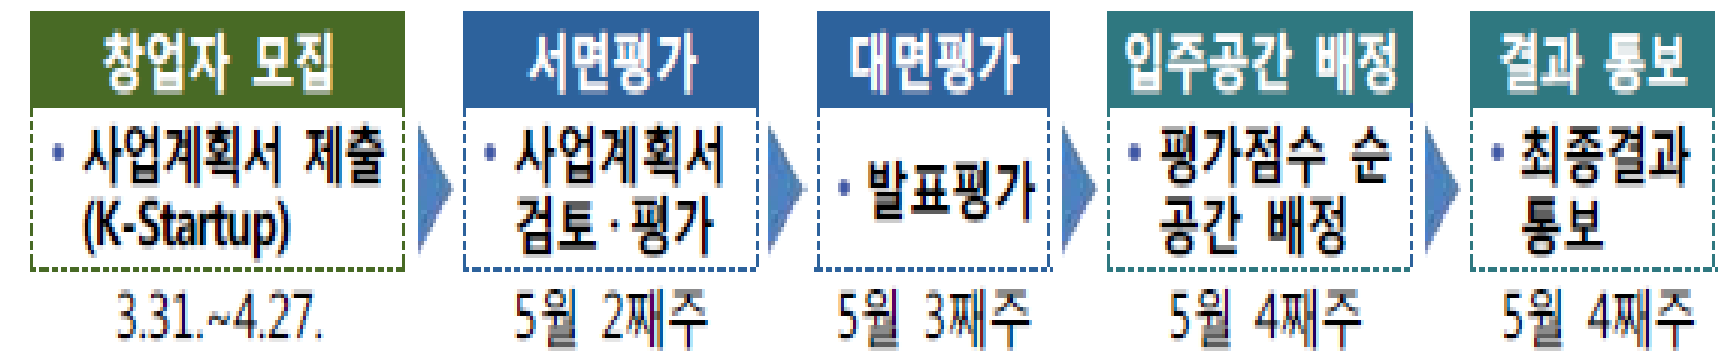 창업자 모집
• 사업계획서 제출
(K-Startup)
3.31.~4.27.
서면평가
• 사업계획서
검토·평가
5월 2째주
대면평가
• 발표평가
5월 3째주
입주공간 배정
• 평가점수 순
공간 배정
5월 4째주
결과 통보
• 최종결과
통보
5월 4째주